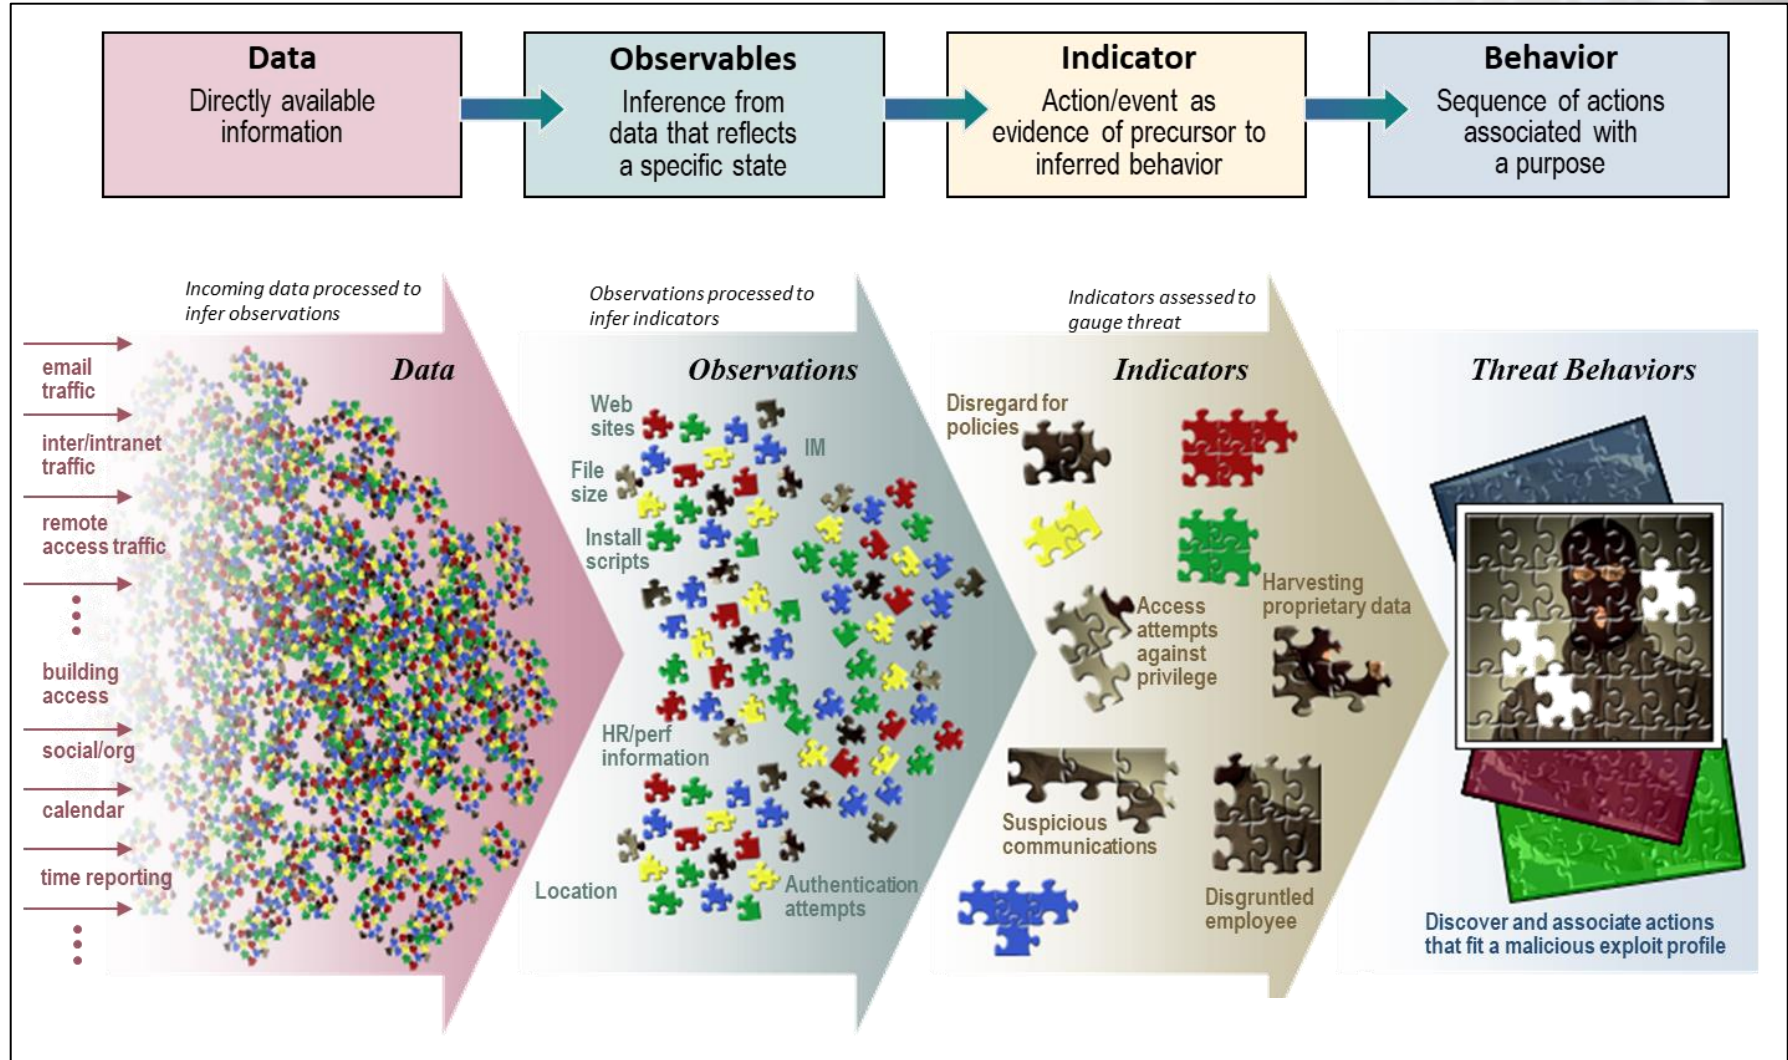 Data
Directly available
information
Observables
Inference from
data that reflects
a specific state
Indicator
Action/event as
evidence of precursor to
inferred behavior
Behavior
Sequence of actions
associated with
a purpose
Incoming data processed to
infer observations
Data
email
traffic
inter/intranet
traffic
remote
access traffic
building
access
social/org
calendar
time reporting
Observations processed to
infer indicators
Observations
Web
sites
IM
File
size
Install
scripts
HR/perf
information
Location
Authentication
attempts
Indicators assessed to
gauge threat
Indicators
Disregard for
policies
Harvesting
proprietary data
Access
attempts
against
privilege
Suspicious
communications
Disgruntled
employee
Threat Behaviors
Discover and associate actions
that fit a malicious exploit profile